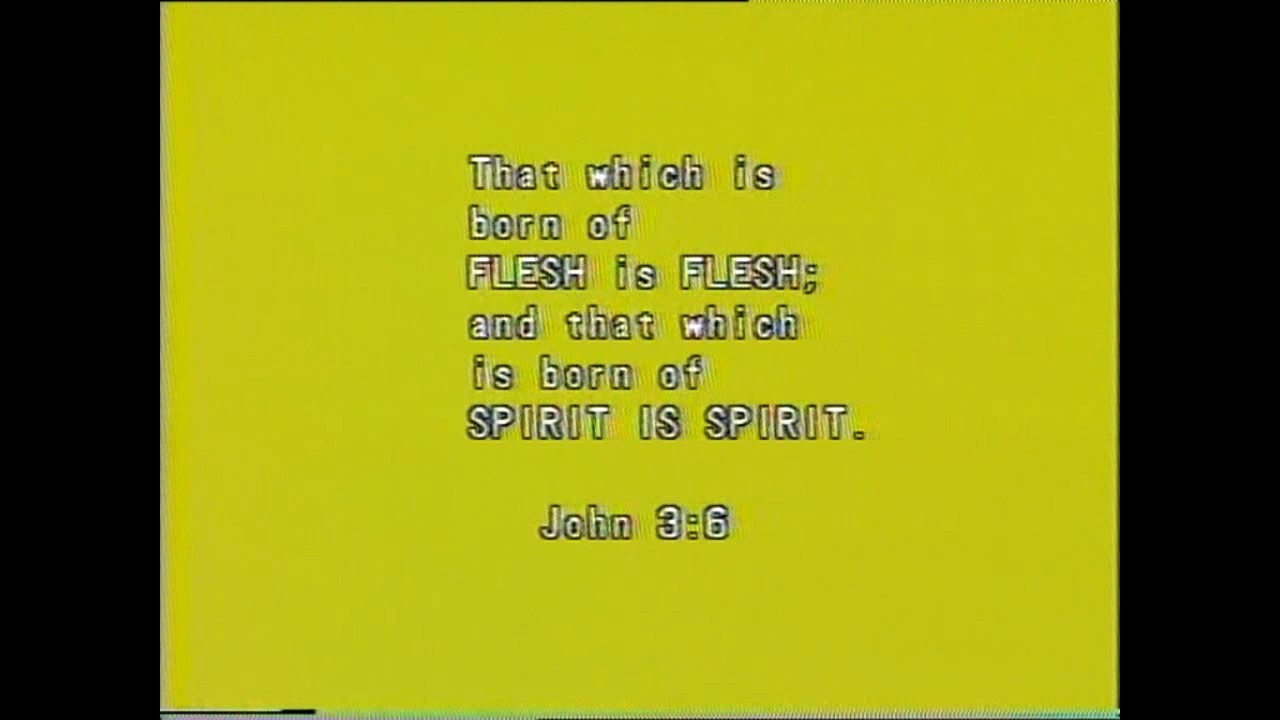 That which is
born of
FLESH is FLESH;
and that which
is born of
SPIRIT IS SPIRIT.
John 3:6